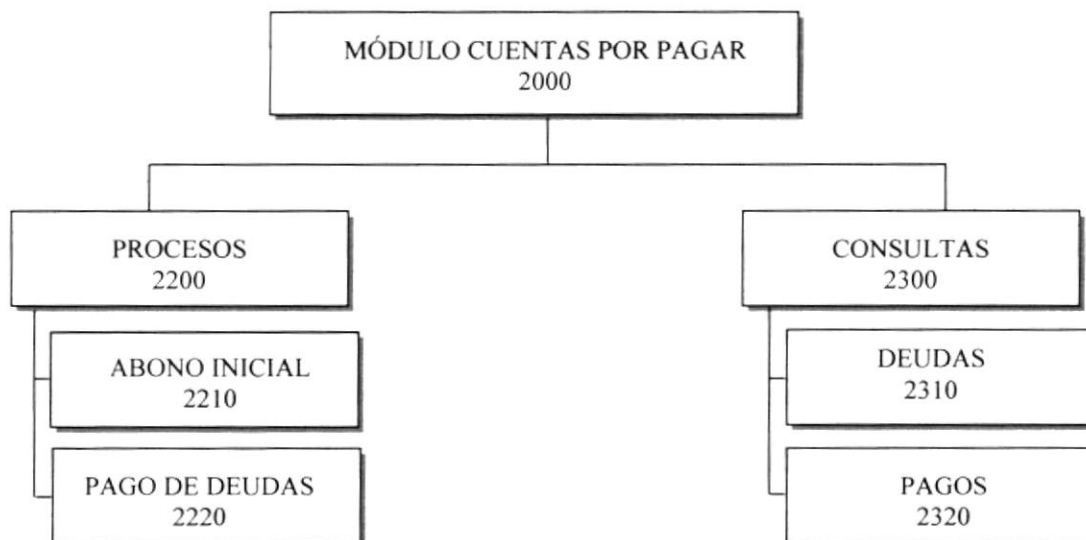 MÓDULO CUENTAS POR PAGAR
2000
PROCESOS
2200
ABONO INICIAL
2210
PAGO DE DEUDAS
2220
CONSULTAS
2300
DEUDAS
2310
PAGOS
2320